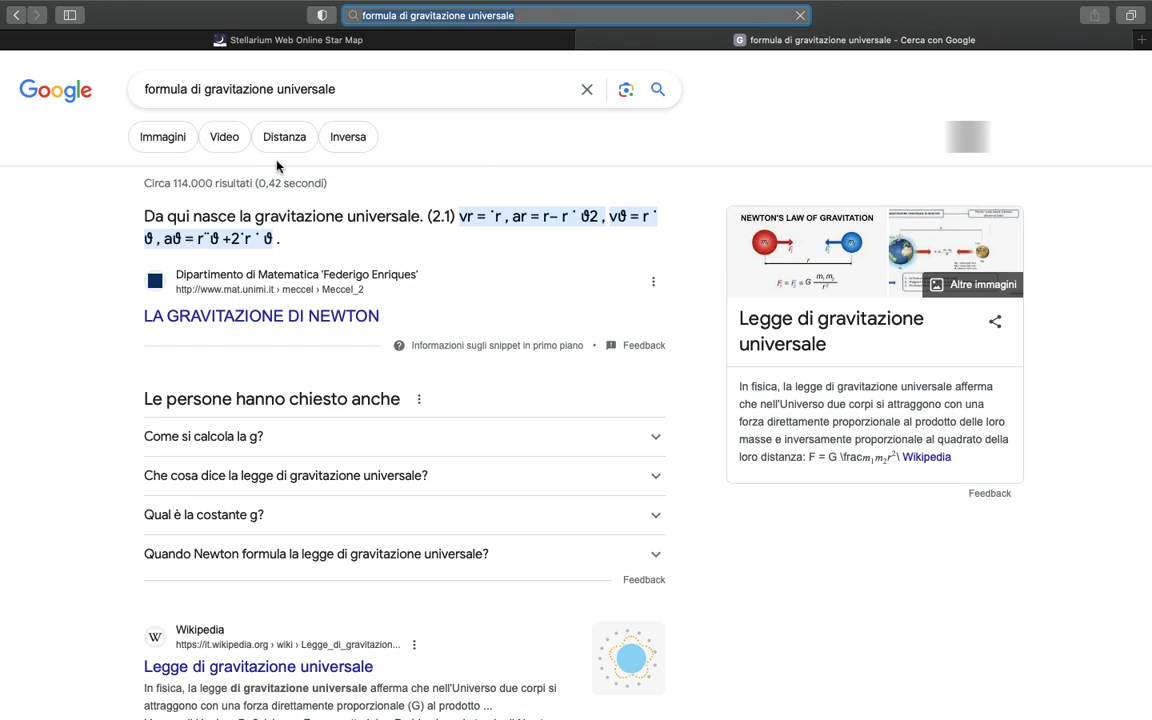 formula di gravitazione universale
Stellarium Web Online Star Map
G formula di gravitazione universale - Cerca con Google
Google
formula di gravitazione universale
Immagini Video Distanza Inversa
Circa 114.000 risultati (0,42 secondi)
Da qui nasce la gravitazione universale. (2.1) vr = ˙r , ar = r− r ˙ ϑ2 , vϑ = r ˙
ϑ , aϑ = r¨ϑ +2˙r ˙ ϑ .
Dipartimento di Matematica 'Federigo Enriques'
http://www.mat.unimi.it › meccel › Meccel_2
LA GRAVITAZIONE DI NEWTON
Informazioni sugli snippet in primo piano • Feedback
Le persone hanno chiesto anche
Come si calcola la g?
Che cosa dice la legge di gravitazione universale?
Qual è la costante g?
Quando Newton formula la legge di gravitazione universale?
Feedback
W Wikipedia
https://it.wikipedia.org › wiki › Legge_di_gravitazion...
Legge di gravitazione universale
In fisica, la legge di gravitazione universale afferma che nell'Universo due corpi si
attraggono con una forza direttamente proporzionale (G) al prodotto ...
NEWTON'S LAW OF GRAVITATION
Altre immagini
Legge di gravitazione
universale
In fisica, la legge di gravitazione universale afferma
che nell'Universo due corpi si attraggono con una
forza direttamente proporzionale al prodotto delle loro
masse e inversamente proporzionale al quadrato della
loro distanza: F = G \fracm₁m₂r²\ Wikipedia
Feedback